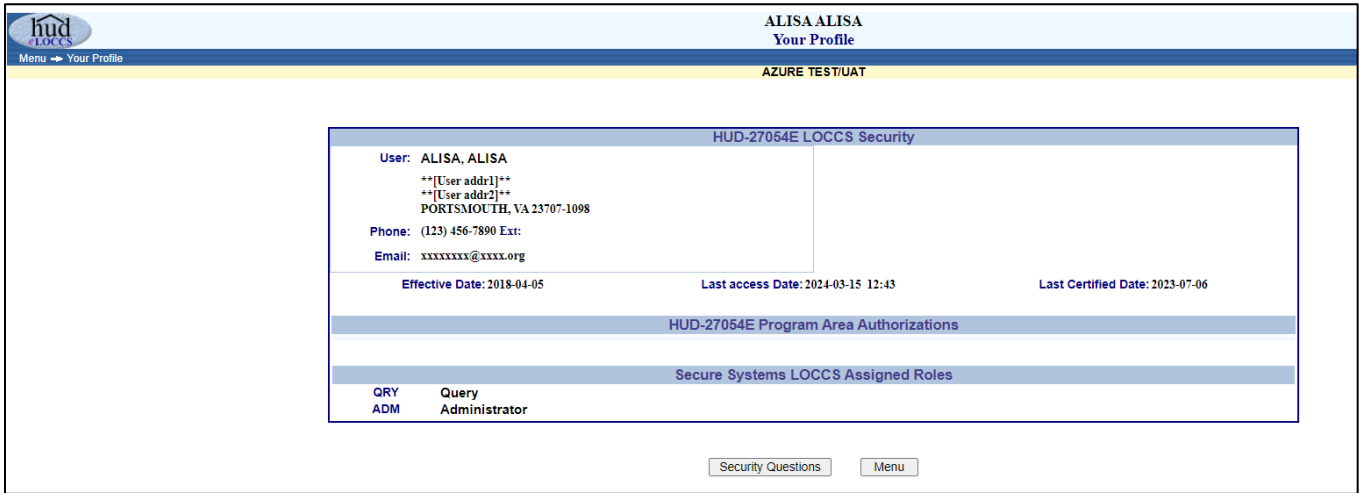 hud
eLOCCS
ALISA ALISA
Your Profile
Menu ➔ Your Profile
AZURE TEST/UAT
HUD-27054E LOCCS Security
User: ALISA, ALISA
**[User addr1]**
**[User addr2]**
PORTSMOUTH, VA 23707-1098
Phone: (123) 456-7890 Ext:
Email: xxxxxxxx@xxxx.org
Effective Date: 2018-04-05 Last access Date: 2024-03-15 12:43 Last Certified Date: 2023-07-06
HUD-27054E Program Area Authorizations
Secure Systems LOCCS Assigned Roles
QRY Query
ADM Administrator
Security Questions Menu